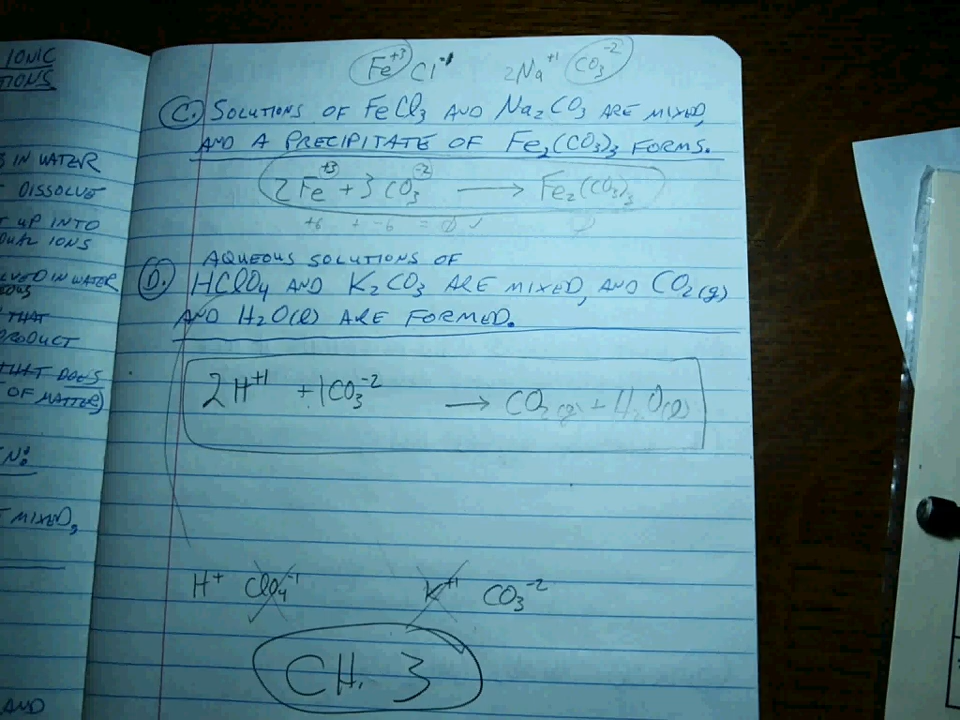 IONIC
TIONS
IN WATER
DISSOLVE
UP INTO
IONS
IN WATER
THAT
PRODUCT
THAT DOES
OF MATTER)
N:
MIXED,
AND
Fe+3 Cl-1 2Na+1 CO3-2
C. SOLUTIONS OF FeCl3 AND Na2CO3 ARE MIXED,
AND A PRECIPITATE OF Fe2(CO3)3 FORMS.
2Fe+3 + 3CO3-2 → Fe2(CO3)3
+6 + -6 = 0 ✓
AQUEOUS SOLUTIONS OF
D. HClO4 AND K2CO3 ARE MIXED, AND CO2(g)
AND H2O(l) ARE FORMED.
2H+1 + 1CO3-2 → CO2(g) + H2O(l)
H+ ClO4-1 K+1 CO3-2
CH. 3